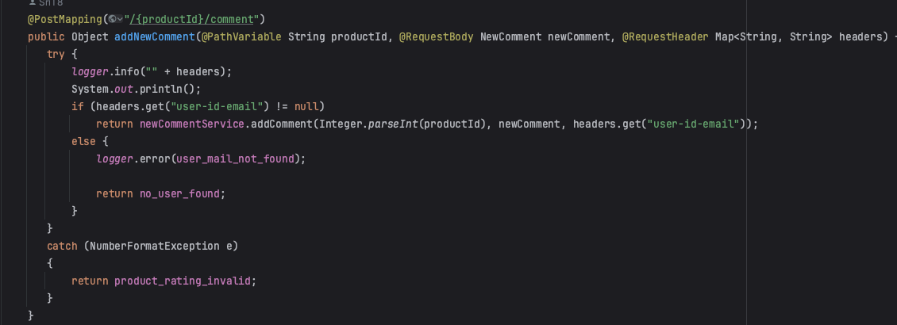 Sh18
@PostMapping("/{productId}/comment")
public Object addNewComment(@PathVariable String productId, @RequestBody NewComment newComment, @RequestHeader Map<String, String> headers) {
try {
logger.info("" + headers);
System.out.println();
if (headers.get("user-id-email") != null)
return newCommentService.addComment(Integer.parseInt(productId), newComment, headers.get("user-id-email"));
else {
logger.error(user_mail_not_found);
return no_user_found;
}
}
catch (NumberFormatException e)
{
return product_rating_invalid;
}
}